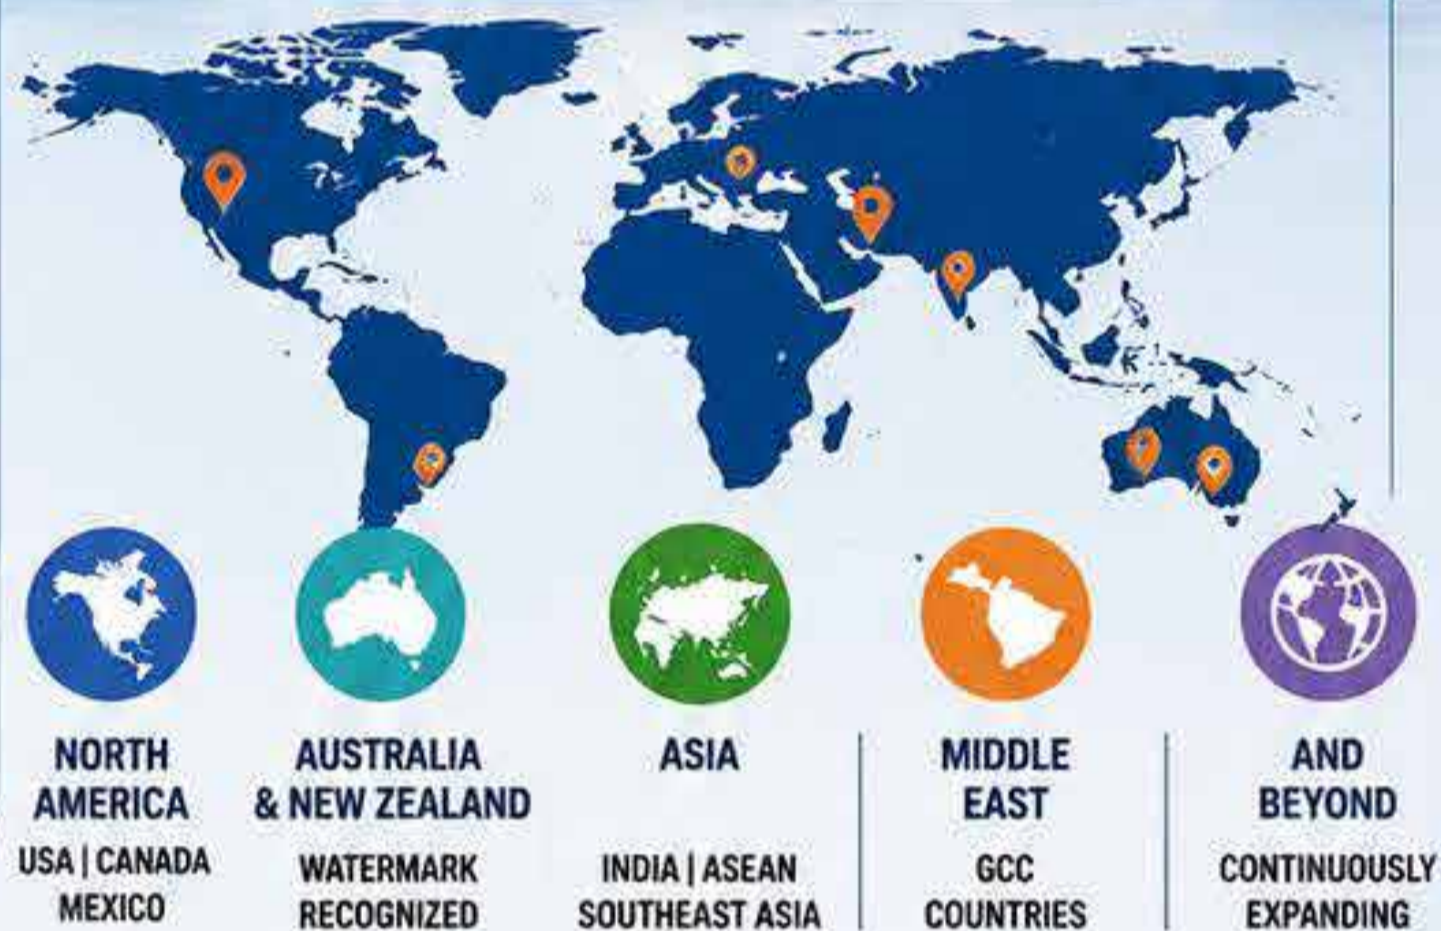 NORTH
AMERICA
USA | CANADA
MEXICO
AUSTRALIA
& NEW ZEALAND
WATERMARK
RECOGNIZED
ASIA
INDIA | ASEAN
SOUTHEAST ASIA
MIDDLE
EAST
GCC
COUNTRIES
AND
BEYOND
CONTINUOUSLY
EXPANDING